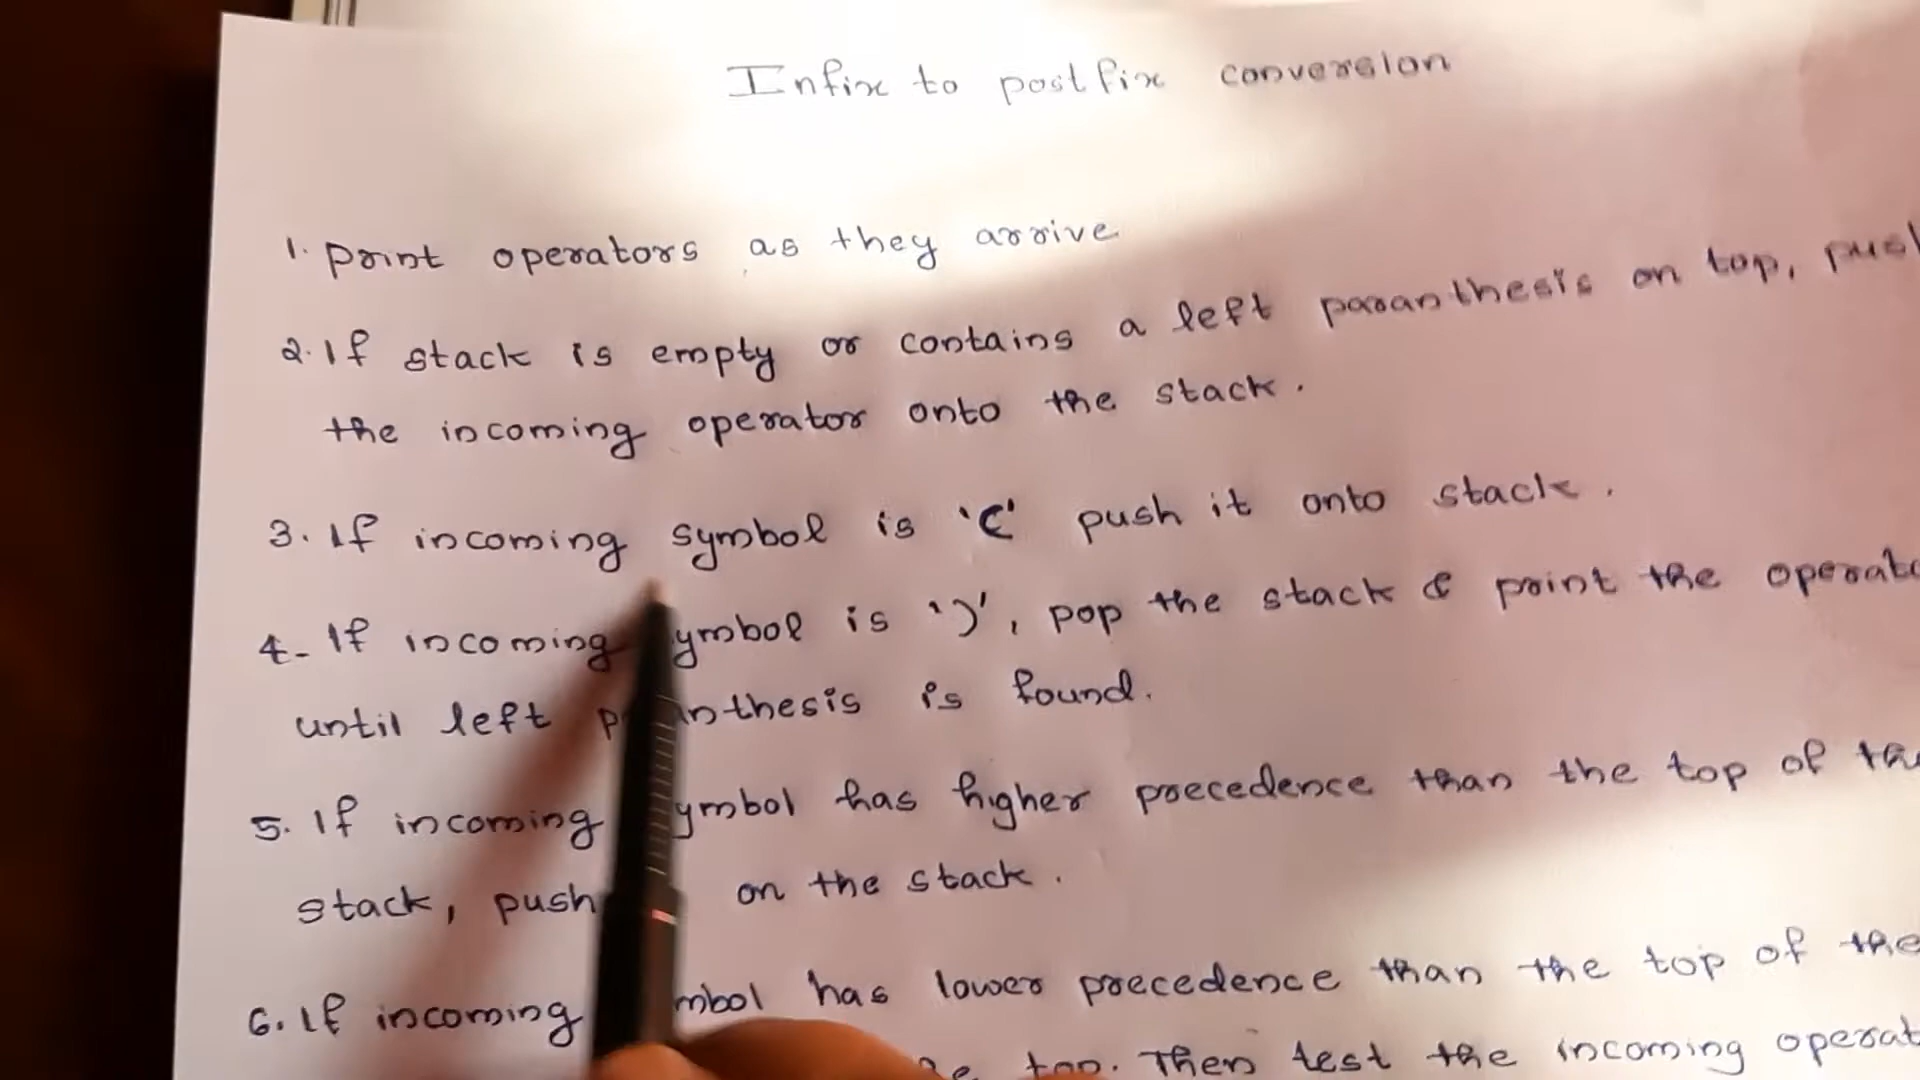 Infix to postfix conversion
1. print operators as they arrive
2. If stack is empty or contains a left paranthesis on top, push
the incoming operator onto the stack.
3. If incoming symbol is '(' push it onto stack.
4. If incoming symbol is ')', pop the stack & print the
until left is found.
5. If incoming symbol has higher precedence than the top of the
stack, push on the stack.
6. If incoming has lower precedence than the top of the
top. Then test the incoming